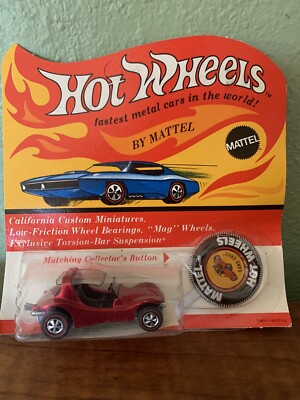 Hot Wheels
fastest metal cars in the world!
BY MATTEL
MATTEL
California Custom Miniatures.
Low-Friction Wheel Bearings. "Mag" Wheels.
Exclusive Torsion-Bar Suspension
Matching Collector's Button
HOT WHEELS
MATTEL